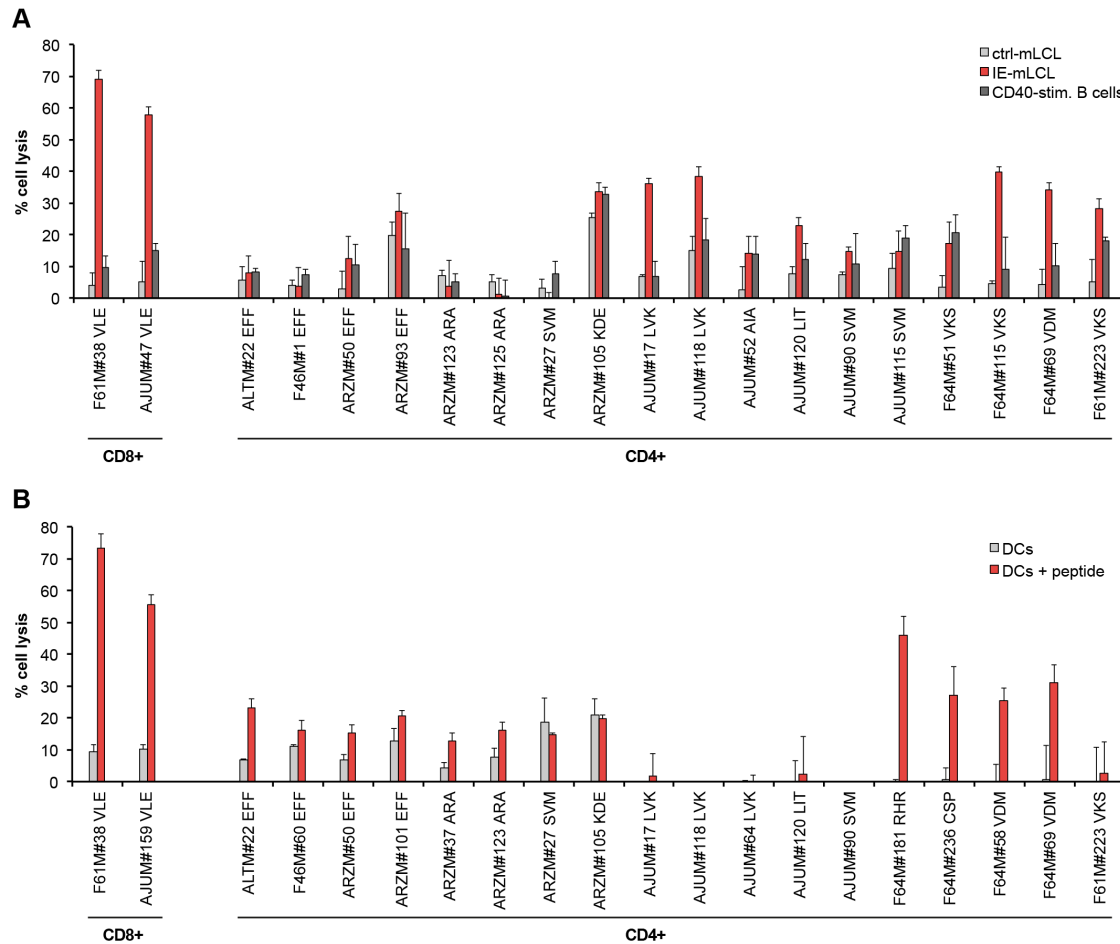 A
80
70
60
50
40
30
20
10
0
% cell lysis
ctrl-mLCL
IE-mLCL
CD40-stim. B cells
F61M#38 VLE
AJUM#47 VLE
ALTM#22 EFF
F46M#1 EFF
ARZM#50 EFF
ARZM#93 EFF
ARZM#123 ARA
ARZM#125 ARA
ARZM#27 SVM
ARZM#105 KDE
AJUM#17 LVK
AJUM#118 LVK
AJUM#52 AIA
AJUM#120 LIT
AJUM#90 SVM
AJUM#115 SVM
F64M#51 VKS
F64M#115 VKS
F64M#69 VDM
F61M#223 VKS
CD8+
CD4+
B
80
70
60
50
40
30
20
10
0
% cell lysis
DCs
DCs + peptide
F61M#38 VLE
AJUM#159 VLE
ALTM#22 EFF
F46M#60 EFF
ARZM#50 EFF
ARZM#101 EFF
ARZM#37 ARA
ARZM#123 ARA
ARZM#27 SVM
ARZM#105 KDE
AJUM#17 LVK
AJUM#118 LVK
AJUM#64 LVK
AJUM#120 LIT
AJUM#90 SVM
F64M#181 RHR
F64M#236 CSP
F64M#58 VDM
F64M#69 VDM
F61M#223 VKS
CD8+
CD4+